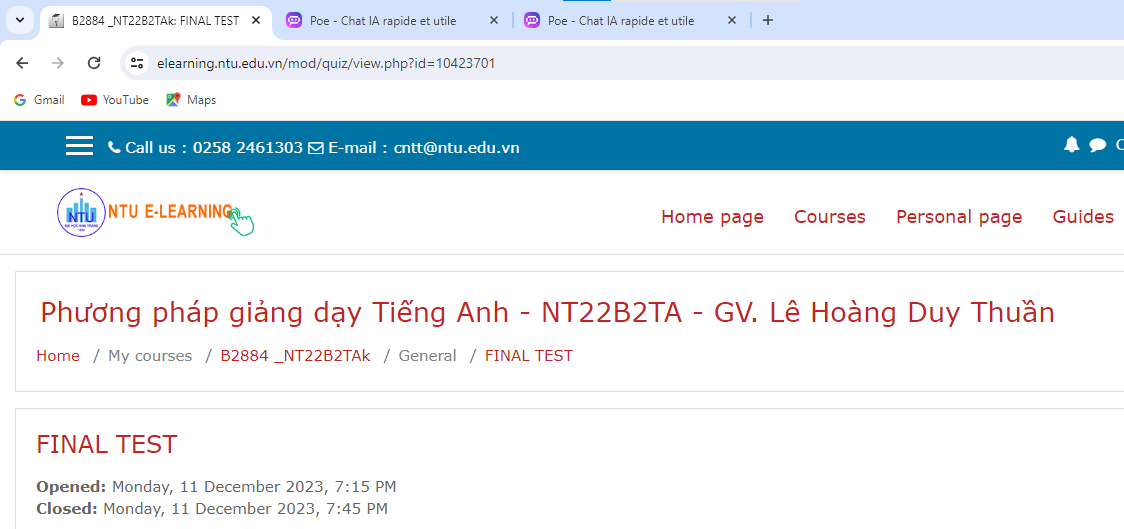 B2884 _NT22B2TAk: FINAL TEST
Poe - Chat IA rapide et utile
Poe - Chat IA rapide et utile
elearning.ntu.edu.vn/mod/quiz/view.php?id=10423701
Gmail YouTube Maps
Call us : 0258 2461303 E-mail : cntt@ntu.edu.vn
NTU
NTU E-LEARNING
Home page Courses Personal page Guides
Phương pháp giảng dạy Tiếng Anh - NT22B2TA - GV. Lê Hoàng Duy Thuần
Home / My courses / B2884 _NT22B2TAk / General / FINAL TEST
FINAL TEST
Opened: Monday, 11 December 2023, 7:15 PM
Closed: Monday, 11 December 2023, 7:45 PM